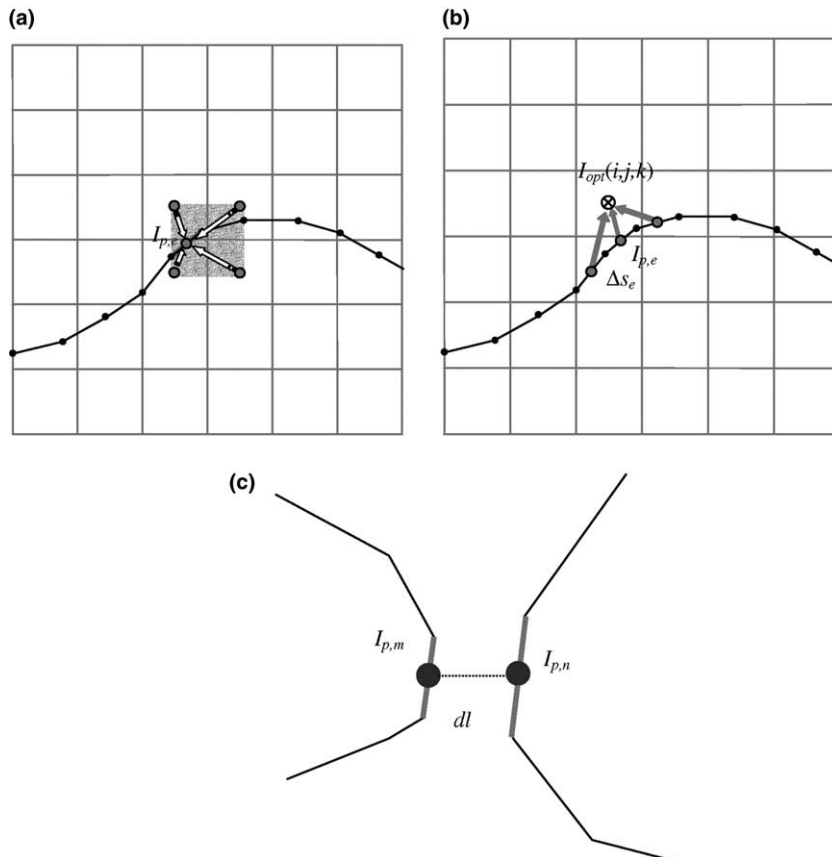 (a)
(b)
I_{p,e}
I_{opt}(i,j,k)
I_{p,e}
Δs_e
(c)
I_{p,m}
I_{p,n}
dl